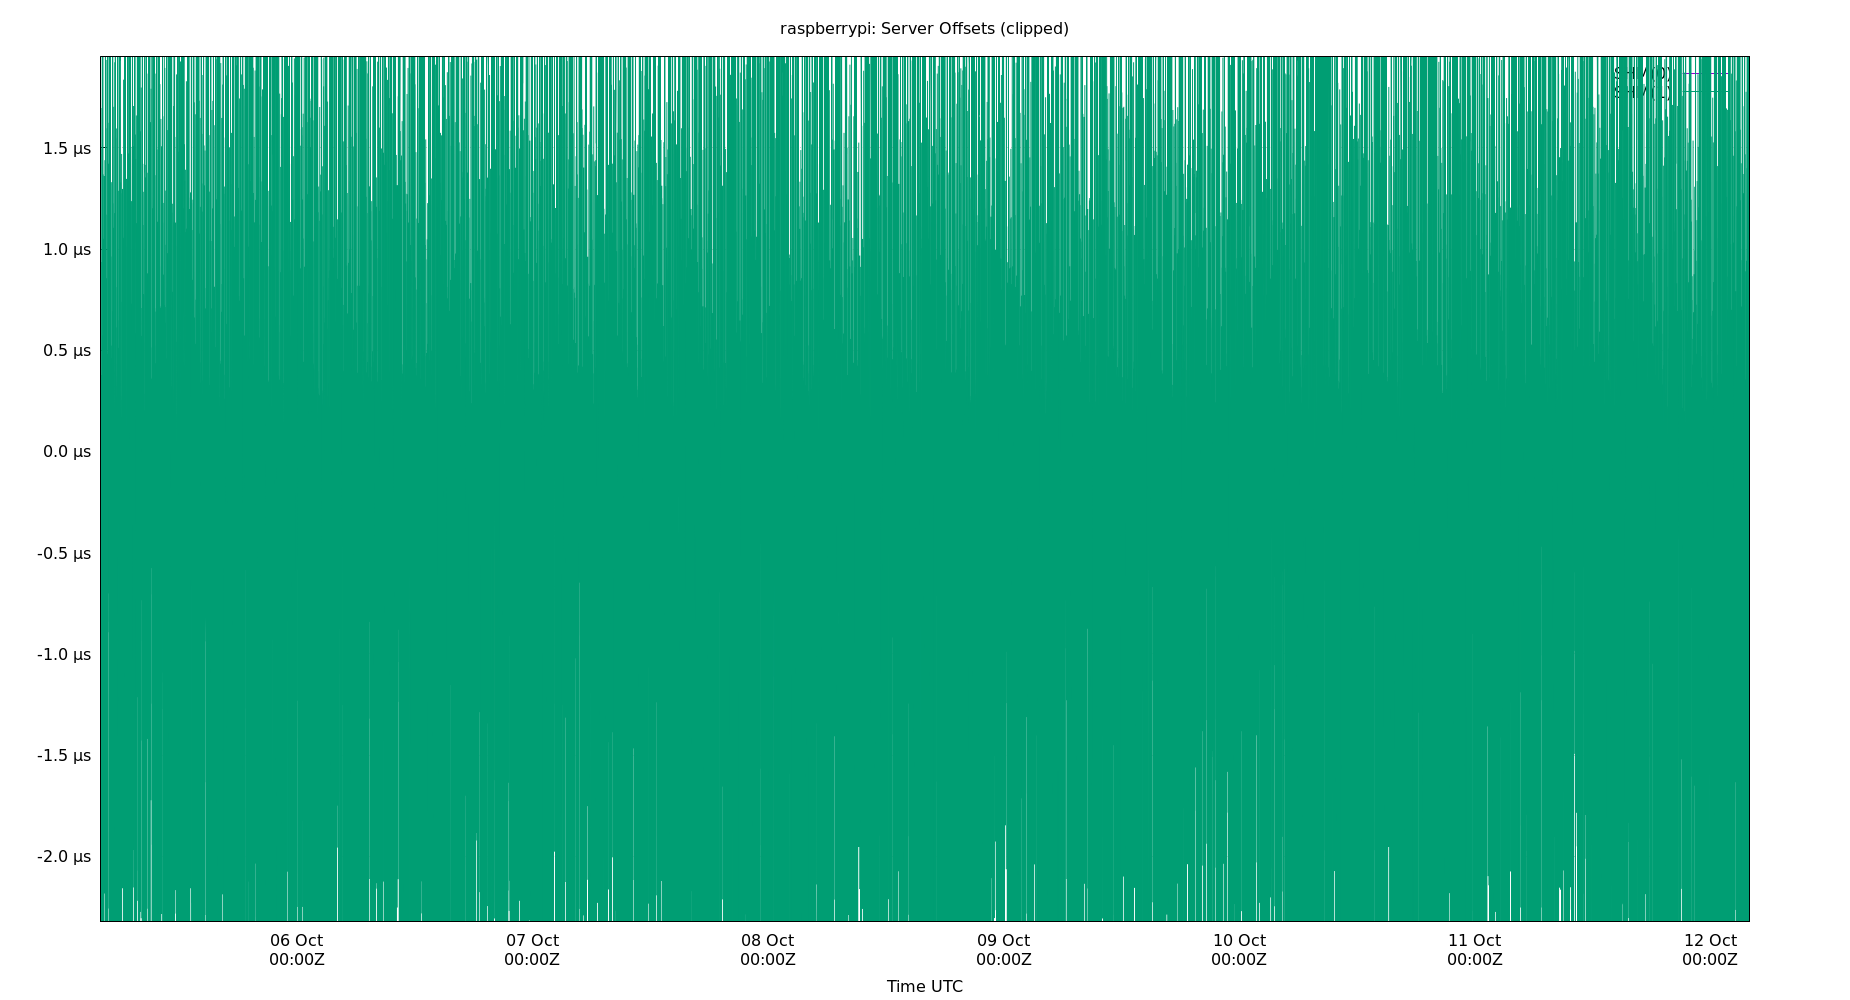 raspberrypi: Server Offsets (clipped)
SHM(0)
1.5 µs
1.0 µs
0.5 µs
0.0 µs
-0.5 µs
-1.0 µs
-1.5 µs
-2.0 µs
06 Oct 07 Oct 08 Oct 09 Oct 10 Oct 11 Oct 12 Oct
00:00Z 00:00Z 00:00Z 00:00Z 00:00Z 00:00Z 00:00Z
Time UTC